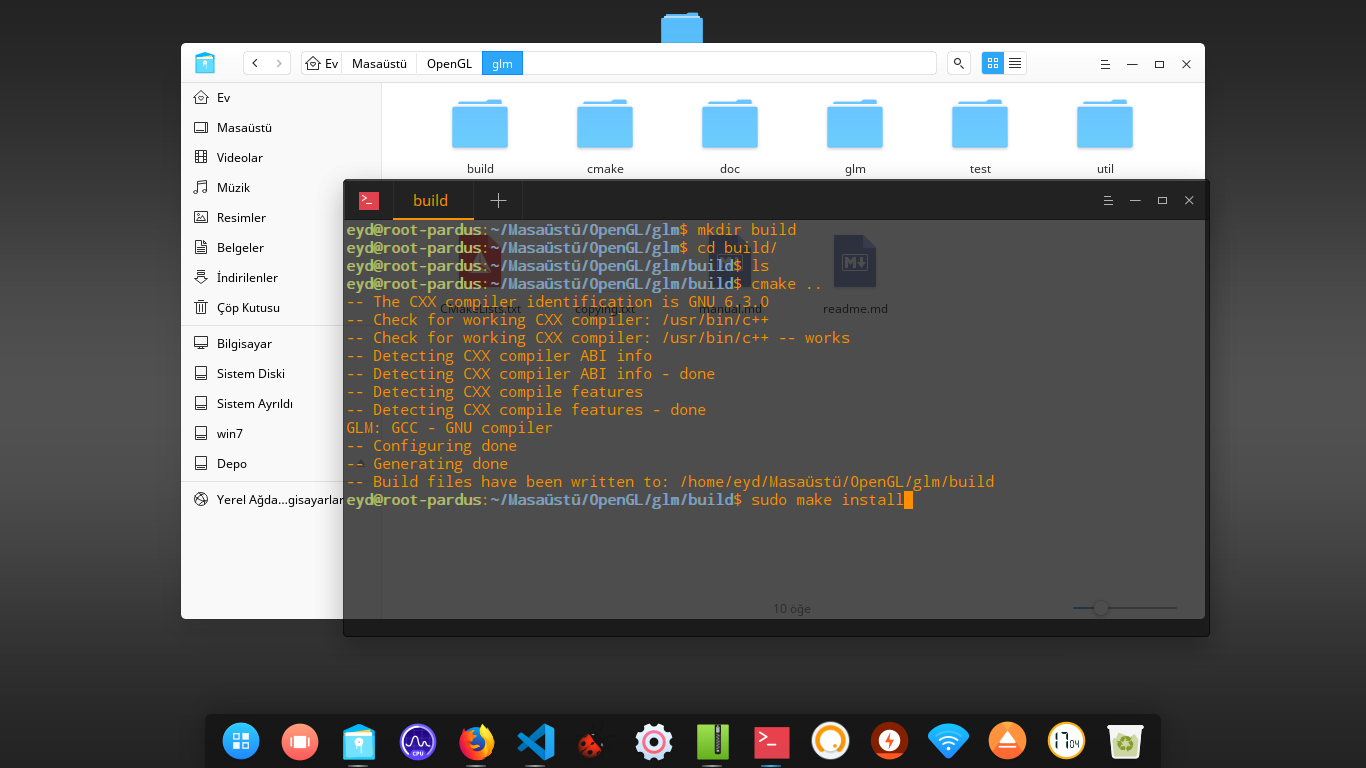 Ev Masaüstü OpenGL glm
Ev
Masaüstü
Videolar
Müzik
Resimler
Belgeler
İndirilenler
Çöp Kutusu
Bilgisayar
Sistem Diski
Sistem Ayrıldı
win7
Depo
Yerel Ağda...gisayarlar
build cmake doc glm test util
CMakeLists.txt copying.txt manual.md readme.md
10 öğe
build
eyd@root-pardus:~/Masaüstü/OpenGL/glm$ mkdir build
eyd@root-pardus:~/Masaüstü/OpenGL/glm$ cd build/
eyd@root-pardus:~/Masaüstü/OpenGL/glm/build$ ls
eyd@root-pardus:~/Masaüstü/OpenGL/glm/build$ cmake ..
-- The CXX compiler identification is GNU 6.3.0
-- Check for working CXX compiler: /usr/bin/c++
-- Check for working CXX compiler: /usr/bin/c++ -- works
-- Detecting CXX compiler ABI info
-- Detecting CXX compiler ABI info - done
-- Detecting CXX compile features
-- Detecting CXX compile features - done
GLM: GCC - GNU compiler
-- Configuring done
-- Generating done
-- Build files have been written to: /home/eyd/Masaüstü/OpenGL/glm/build
eyd@root-pardus:~/Masaüstü/OpenGL/glm/build$ sudo make install
CPU
17 04